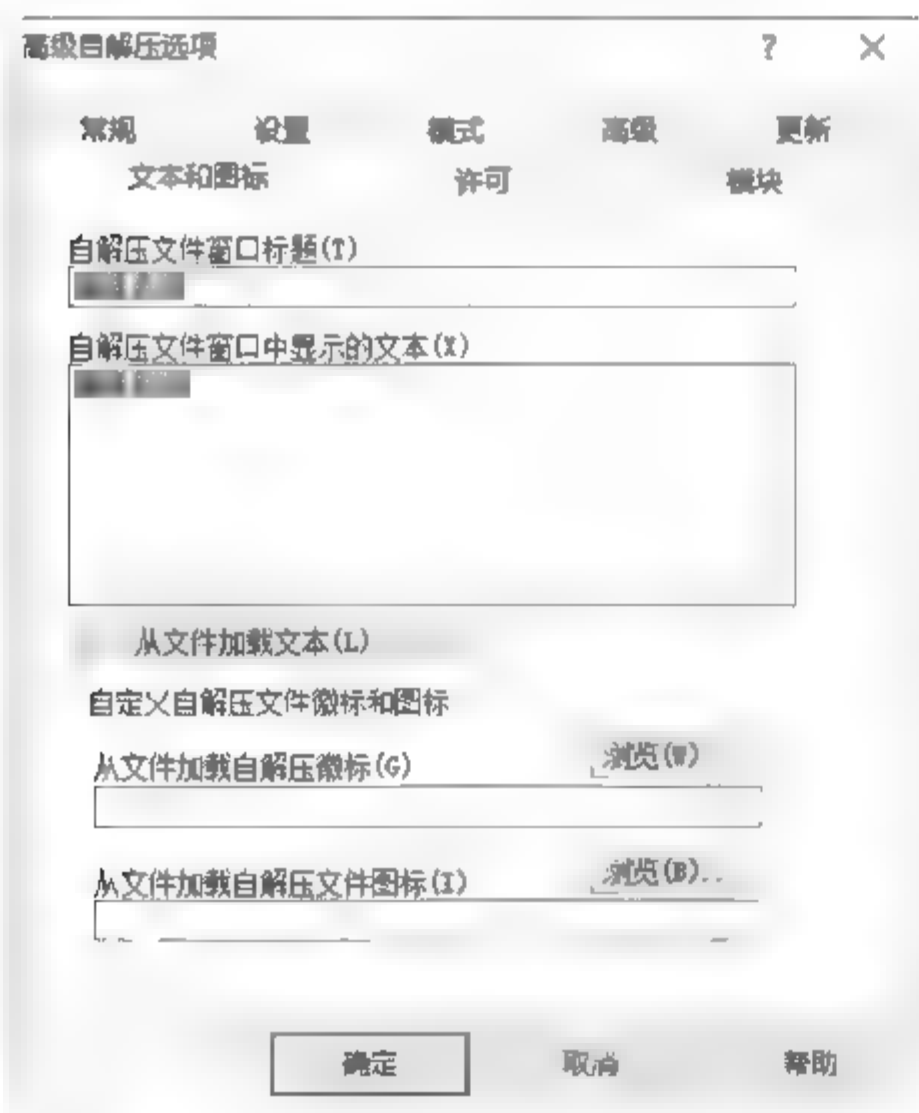 高级自解压选项 ?
常规 设置 模式 高级 更新
文本和图标 许可 模块
自解压文件窗口标题(T)
自解压文件窗口中显示的文本(X)
从文件加载文本(L)
自定义自解压文件徽标和图标
从文件加载自解压徽标(G) 浏览(W)
从文件加载自解压文件图标(I) 浏览(B)..
确定 取消 帮助